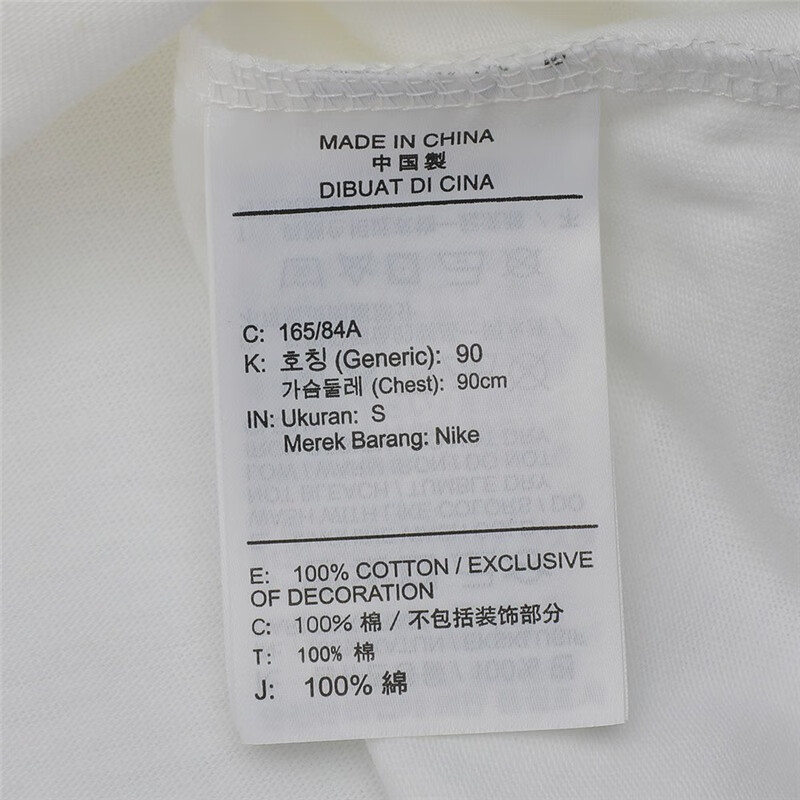 MADE IN CHINA
中国製
DIBUAT DI CINA
C: 165/84A
K: 호칭 (Generic): 90
가슴둘레 (Chest): 90cm
IN: Ukuran: S
Merek Barang: Nike
E: 100% COTTON / EXCLUSIVE
OF DECORATION
C: 100% 棉 / 不包括装饰部分
T: 100% 棉
J: 100% 綿